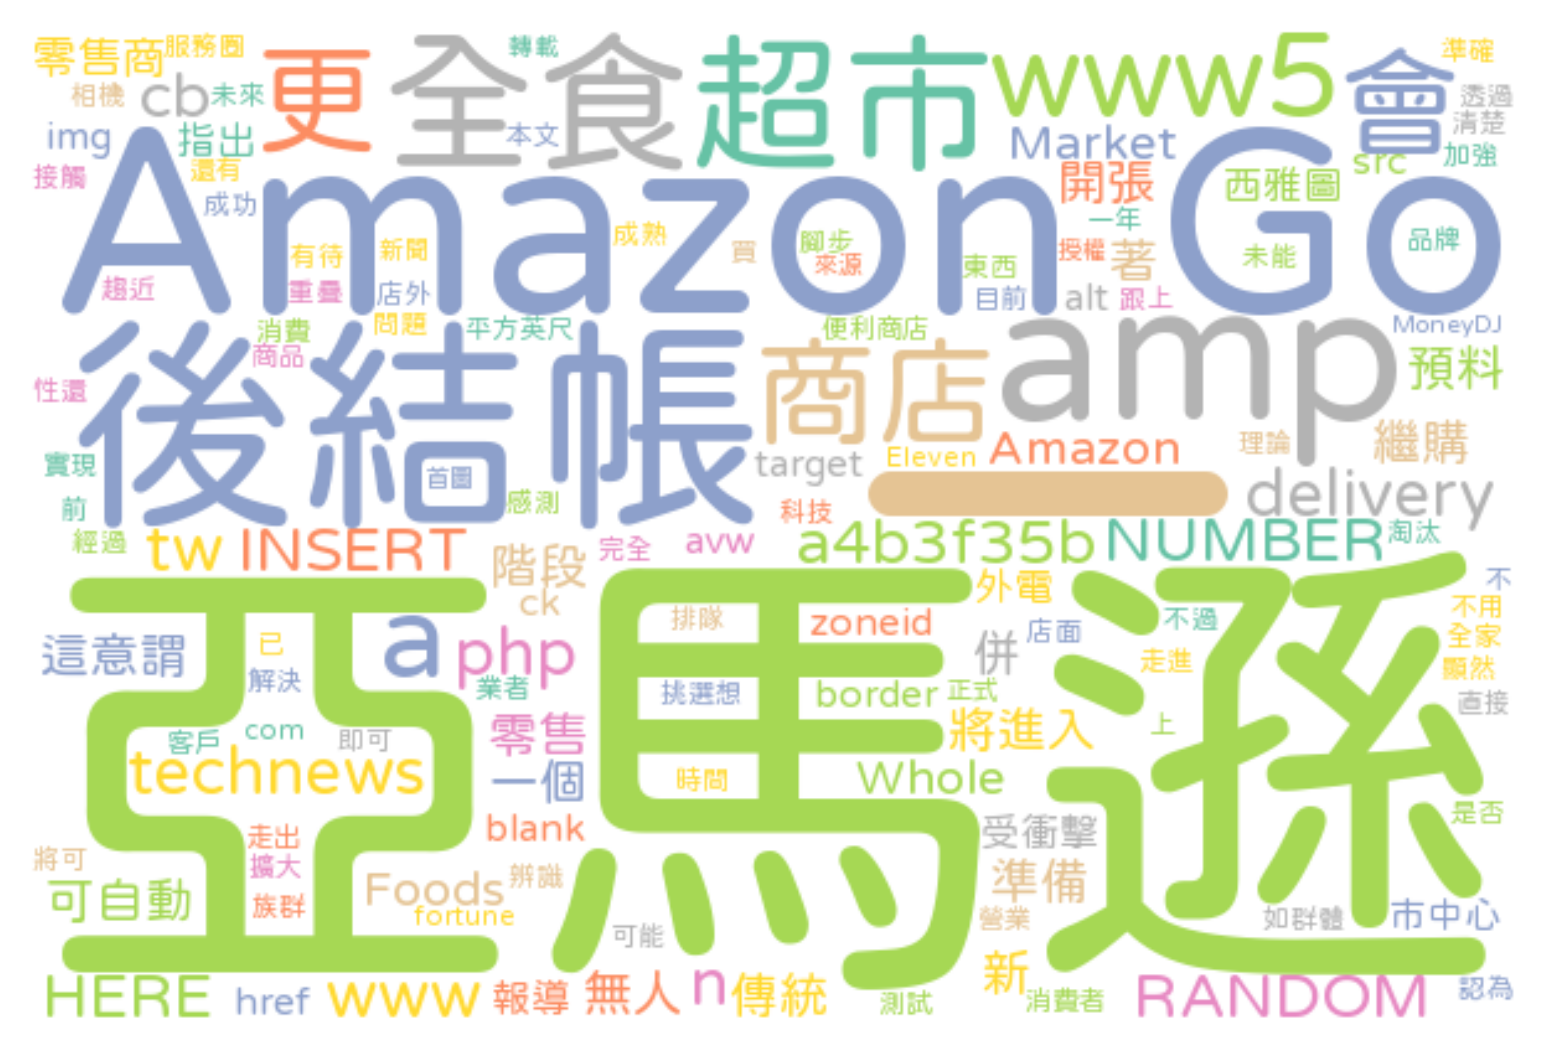 零售商 服務圈 更 全食 轉載 超市 www5 會 準確
相機 cb 未來 本文 透過
img 指出 Market 清楚
接觸 還有 開張 西雅圖 src 加強
成功 Amazon Go 一年
有待 新聞 成熟 買 腳步 授權 著 未能 品牌
趨近 重疊 店外 來源 東西 目前 alt 跟上
消費 問題 平方英尺 便利商店 MoneyDJ
商品 後結帳 商店 amp 預料
性還
實現 首圖 target Eleven Amazon 理論 繼購
前 感測 科技 delivery
經過 tw INSERT 階段 完全 avw a4b3f35b NUMBER 淘汰
ck 外電 不
這意謂 已 a php 排隊 zoneid 併 店面 不過 不用
全家
解決 業者 挑選想 border 正式 走進 顯然
亞馬遜
客戶 com 即可 零售 將進入 上 直接
technews 一個 時間 Whole
走出 blank 受衝擊 是否
將可 擴大
可自動 族群 Foods 辨識 準備
fortune 可能 營業 如群體 市中心
HERE href www 報導 無人 n 傳統 測試 新 消費者 RANDOM 認為